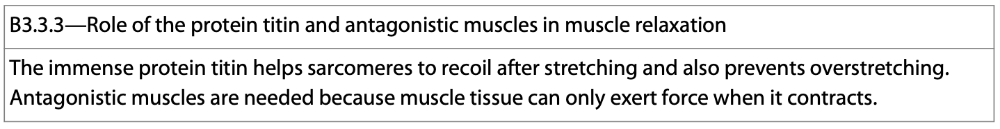 B3.3.3—Role of the protein titin and antagonistic muscles in muscle relaxation
The immense protein titin helps sarcomeres to recoil after stretching and also prevents overstretching.
Antagonistic muscles are needed because muscle tissue can only exert force when it contracts.